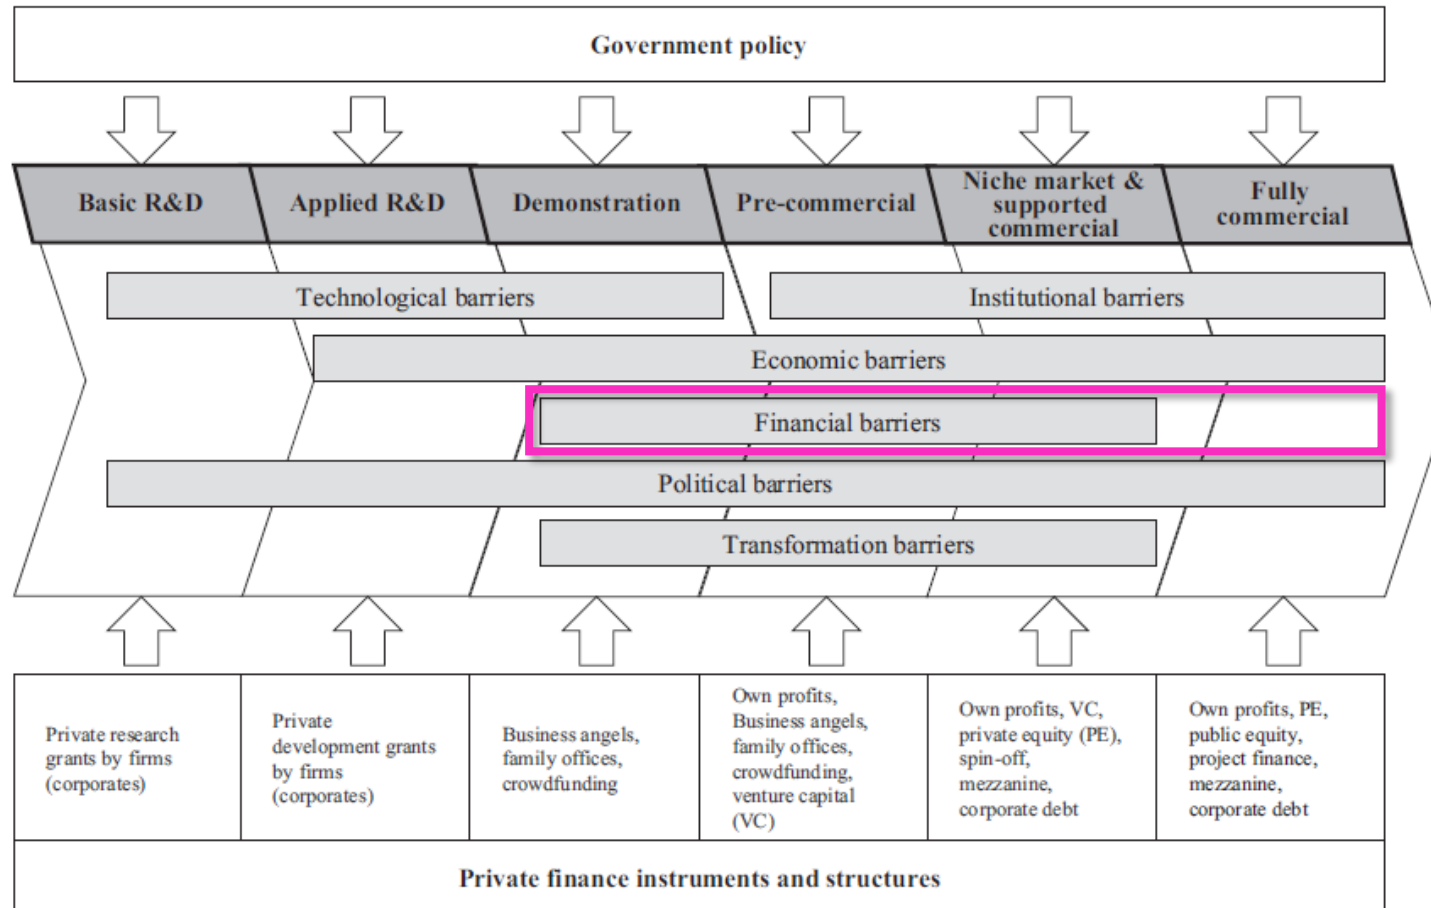 Government policy
Basic R&D
Applied R&D
Demonstration
Pre-commercial
Niche market &
supported
commercial
Fully
commercial
Technological barriers
Institutional barriers
Economic barriers
Financial barriers
Political barriers
Transformation barriers
Private research
grants by firms
(corporates)
Private
development grants
by firms
(corporates)
Business angels,
family offices,
crowdfunding
Own profits,
Business angels,
family offices,
crowdfunding,
venture capital
(VC)
Own profits, VC,
private equity (PE),
spin-off,
mezzanine,
corporate debt
Own profits, PE,
public equity,
project finance,
mezzanine,
corporate debt
Private finance instruments and structures